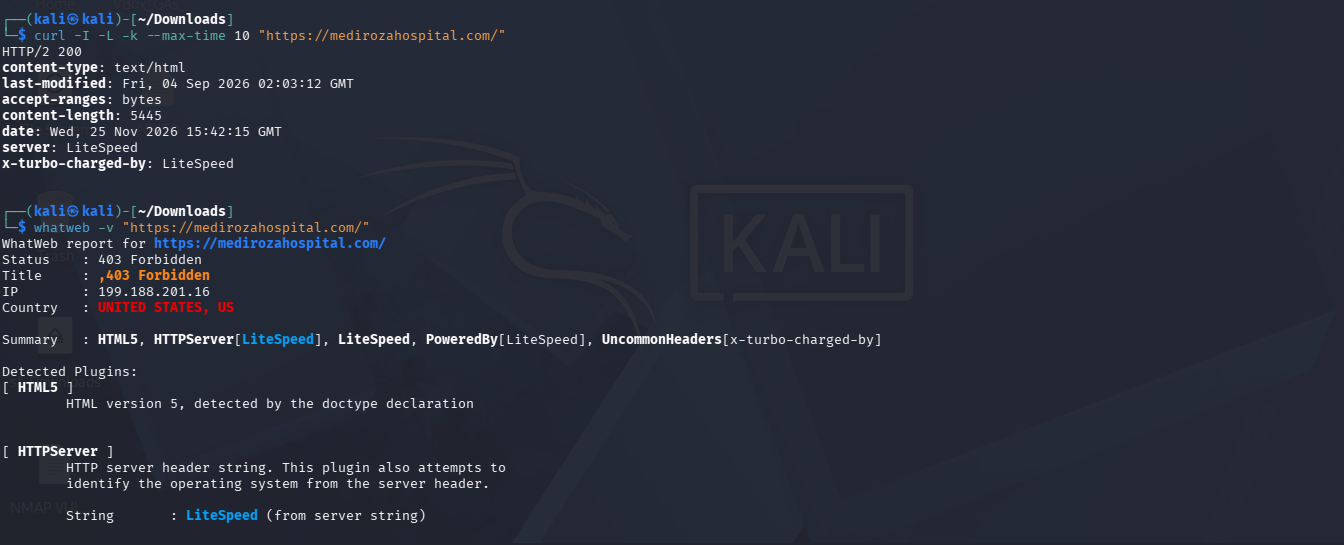 ┌──(kali㉿kali)-[~/Downloads]
└─$ curl -I -L -k --max-time 10 "https://medirozahospital.com/"
HTTP/2 200
content-type: text/html
last-modified: Fri, 04 Sep 2026 02:03:12 GMT
accept-ranges: bytes
content-length: 5445
date: Wed, 25 Nov 2026 15:42:15 GMT
server: LiteSpeed
x-turbo-charged-by: LiteSpeed
┌──(kali㉿kali)-[~/Downloads]
└─$ whatweb -v "https://medirozahospital.com/"
WhatWeb report for https://medirozahospital.com/
Status    : 403 Forbidden
Title     : ,403 Forbidden
IP        : 199.188.201.16
Country   : UNITED STATES, US
Summary   : HTML5, HTTPServer[LiteSpeed], LiteSpeed, PoweredBy[LiteSpeed], UncommonHeaders[x-turbo-charged-by]
Detected Plugins:
[ HTML5 ]
        HTML version 5, detected by the doctype declaration
[ HTTPServer ]
        HTTP server header string. This plugin also attempts to
        identify the operating system from the server header.
        String       : LiteSpeed (from server string)
KALI
Home